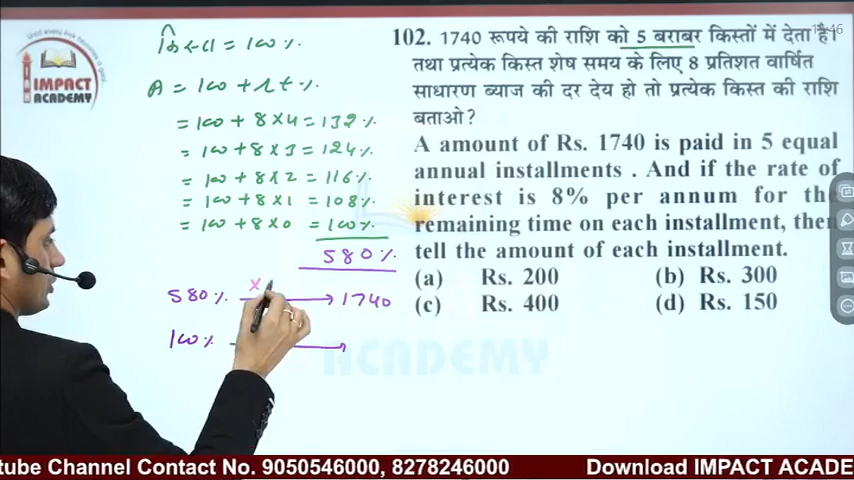 किश्त = 100%
A = 100 + rt %
= 100 + 8×4 = 132%
= 100 + 8×3 = 124%
= 100 + 8×2 = 116%
= 100 + 8×1 = 108%
= 100 + 8×0 = 100%
580%
580% → 1740
×
100% →
102. 1740 रूपये की राशि को 5 बराबर किस्तों में देता है।
तथा प्रत्येक किस्त शेष समय के लिए 8 प्रतिशत वार्षित
साधारण ब्याज की दर देय हो तो प्रत्येक किस्त की राशि
बताओ?
A amount of Rs. 1740 is paid in 5 equal
annual installments . And if the rate of
interest is 8% per annum for the
remaining time on each installment, then
tell the amount of each installment.
(a) Rs. 200 (b) Rs. 300
(c) Rs. 400 (d) Rs. 150
IMPACT
ACADEMY
ACADEMY
tube Channel Contact No. 9050546000, 8278246000 Download IMPACT ACADE